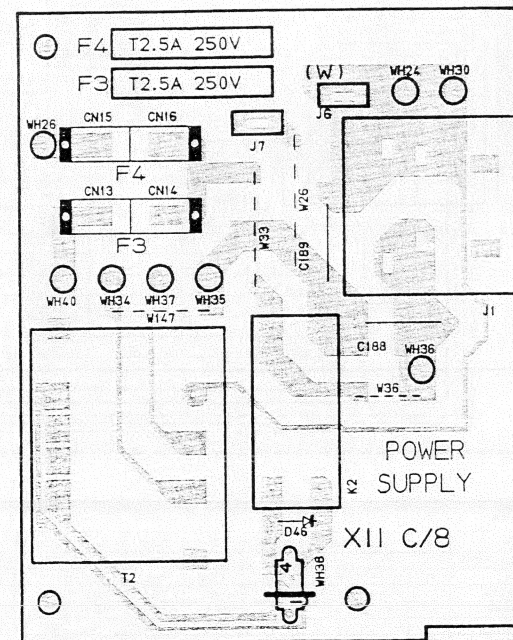 F4 T2.5A 250V
F3 T2.5A 250V
(W)
WH24 WH30
J6
CN15 CN16
WH26
J7
F4
CN13 CN14
W26
W33
F3
C189
WH40 WH34 WH37 WH35
W147
J1
C188 WH36
W36
POWER
SUPPLY
K2
D46
XII C/8
T2
4
WH38
1